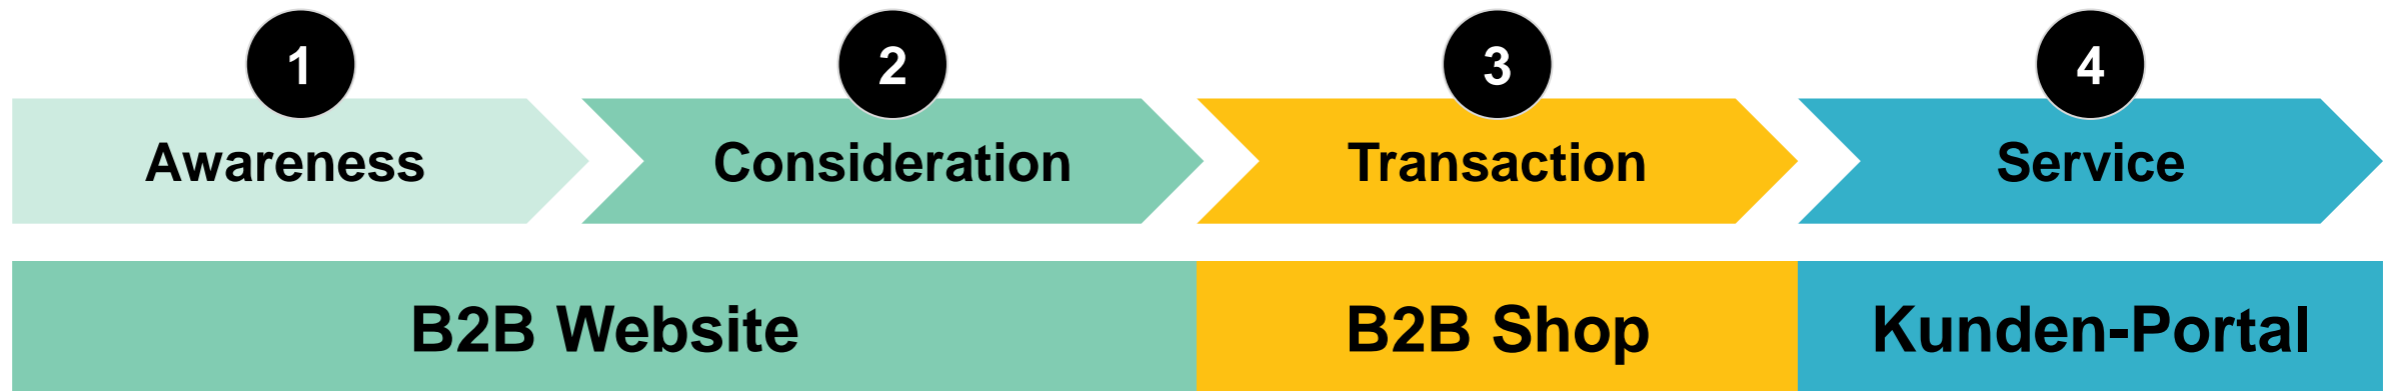 1 2 3 4
Awareness Consideration Transaction Service
B2B Website B2B Shop Kunden-Portal